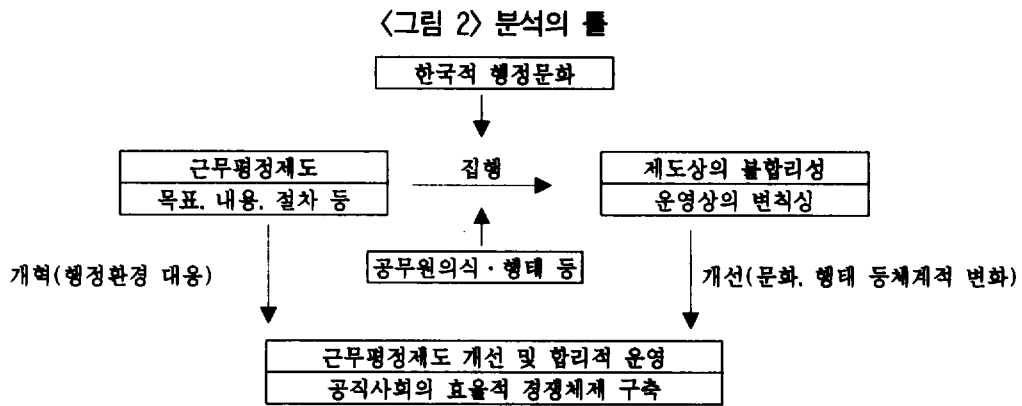 〈그림 2〉 분석의 틀
한국적 행정문화
근무평정제도
목표, 내용, 절차 등
집행
제도상의 불합리성
운영상의 변칙성
공무원의식·행태 등
개혁(행정환경 대응)
개선(문화, 행태 등체계적 변화)
근무평정제도 개선 및 합리적 운영
공직사회의 효율적 경쟁체제 구축